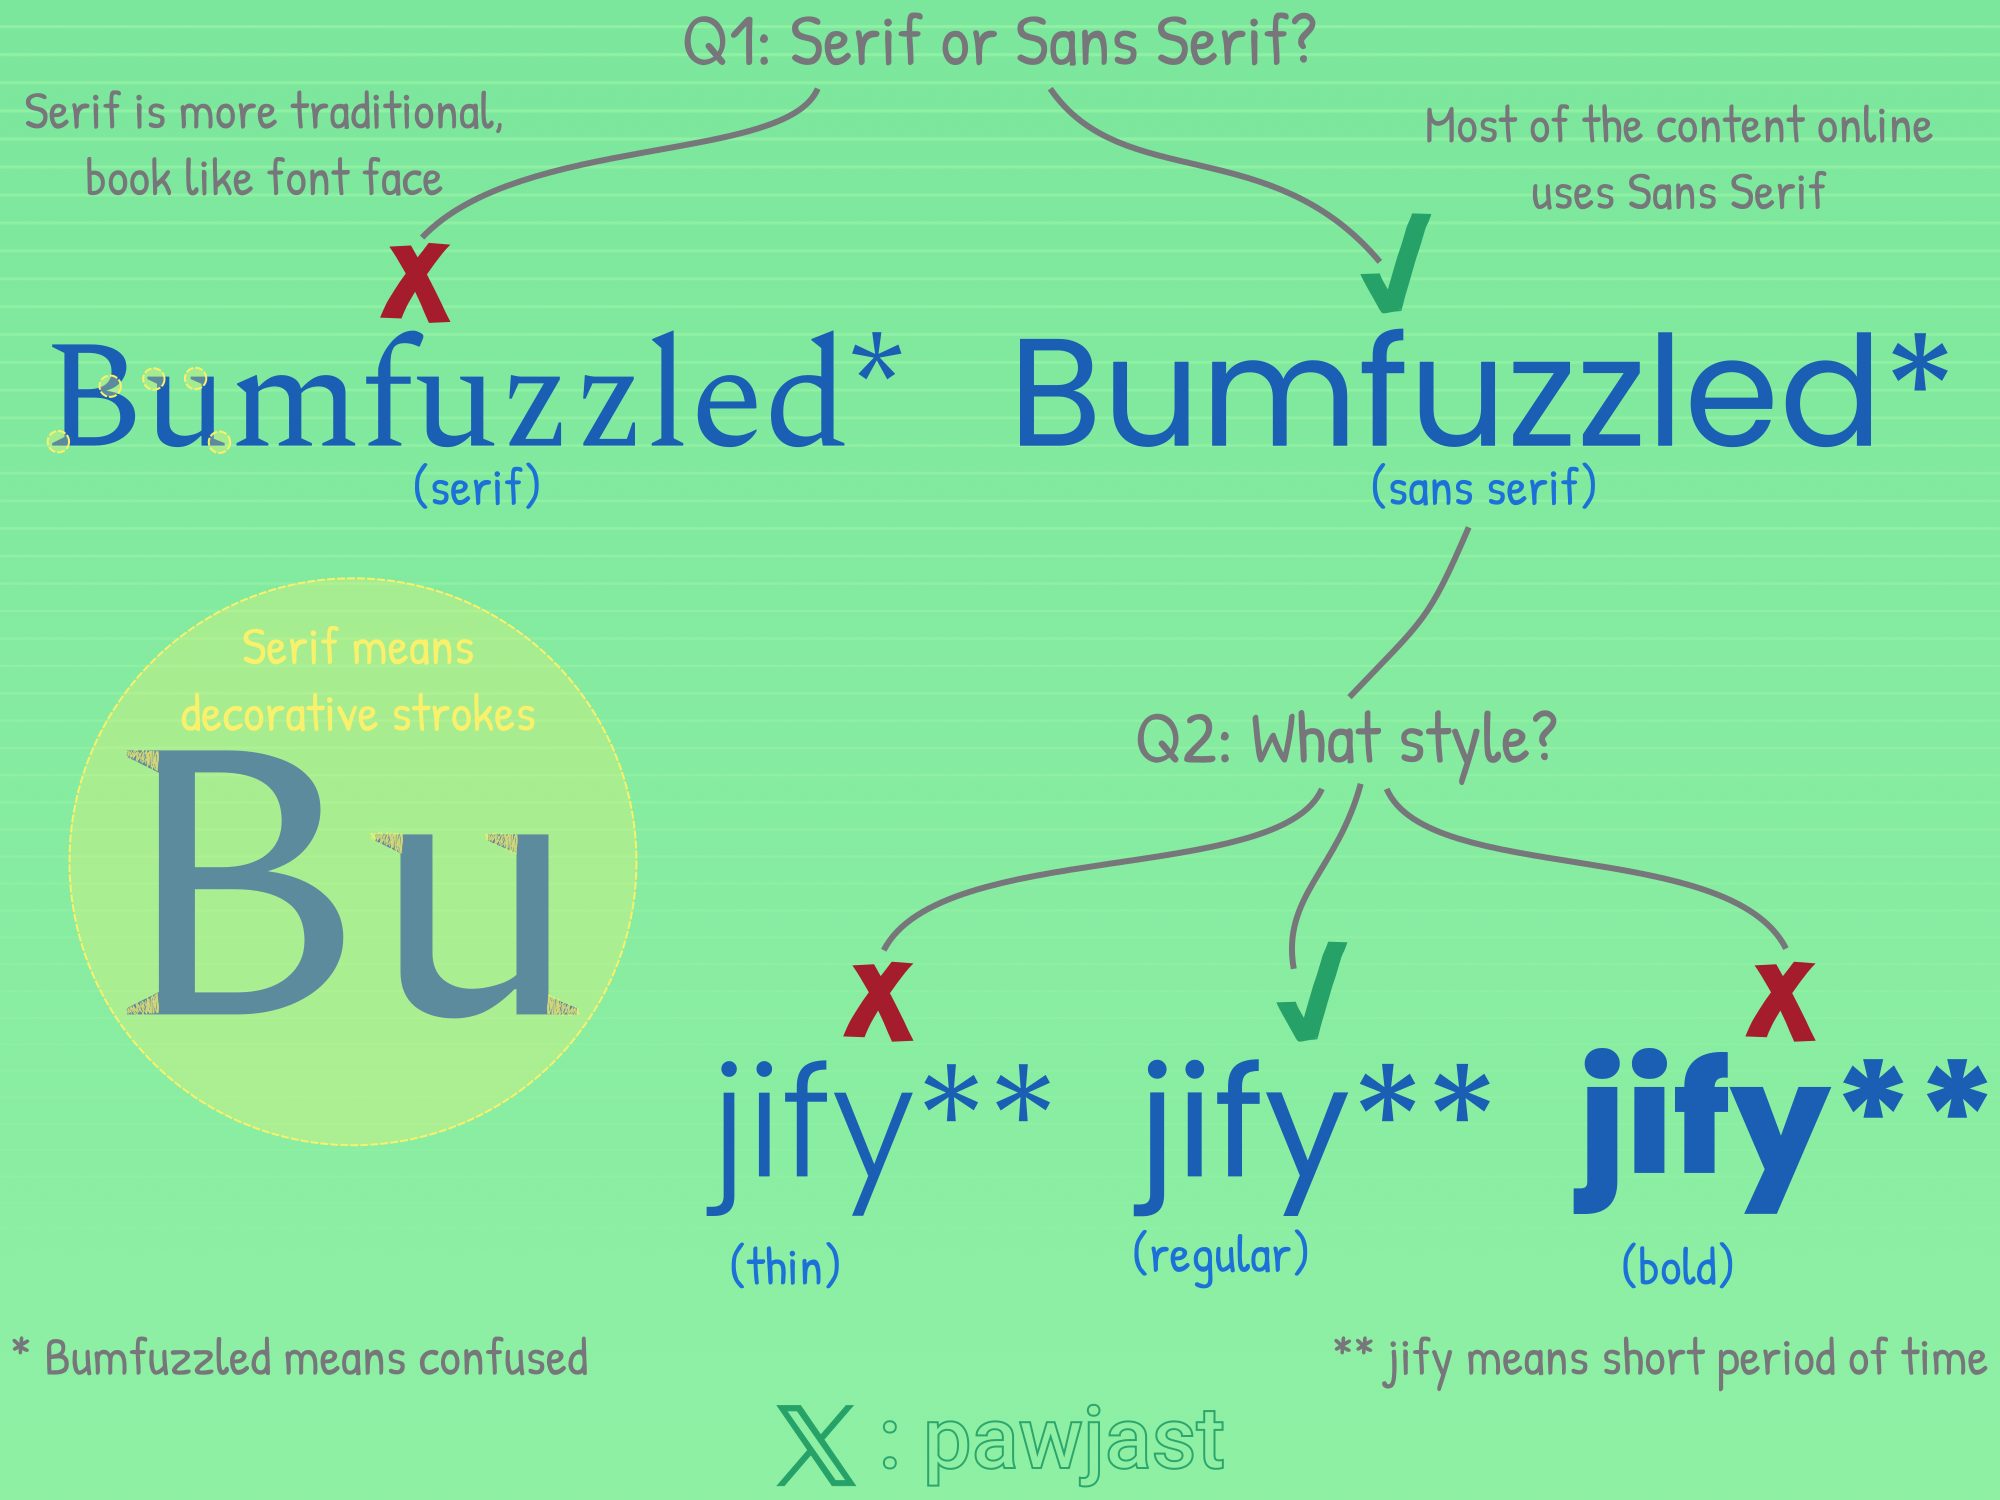 Q1: Serif or Sans Serif?
Serif is more traditional,
book like font face
Most of the content online
uses Sans Serif
Bumfuzzled*
(serif)
Bumfuzzled*
(sans serif)
Serif means
decorative strokes
Bu
Q2: What style?
jify**
(thin)
jify**
(regular)
jify**
(bold)
* Bumfuzzled means confused
** jify means short period of time
X : pawjast